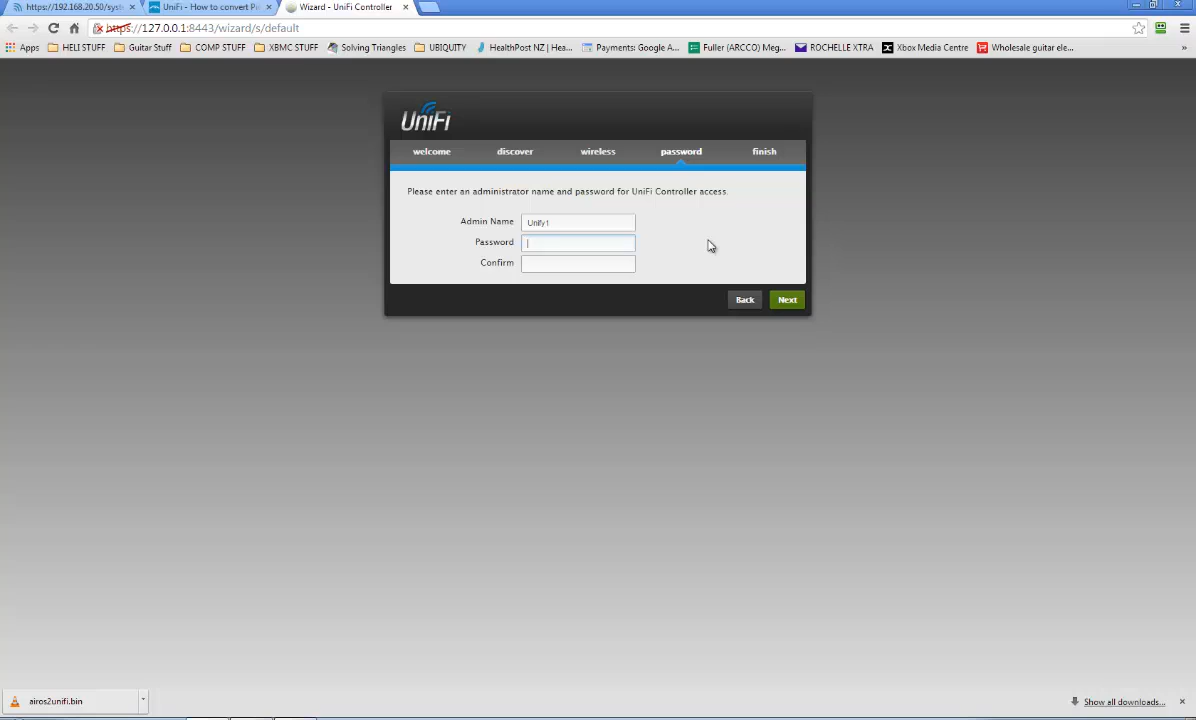 https://192.168.20.50/syst
UniFi - How to convert Pi
Wizard - UniFi Controller
https://127.0.0.1:8443/wizard/s/default
Apps HELI STUFF Guitar Stuff COMP STUFF XBMC STUFF Solving Triangles UBIQUITY HealthPost NZ | Hea... Payments: Google A... Fuller (ARCCO) Meg... ROCHELLE XTRA Xbox Media Centre Wholesale guitar ele... »
UniFi
welcome discover wireless password finish
Please enter an administrator name and password for UniFi Controller access.
Admin Name Unify1
Password
Confirm
Back Next
airos2unifi.bin
Show all downloads...